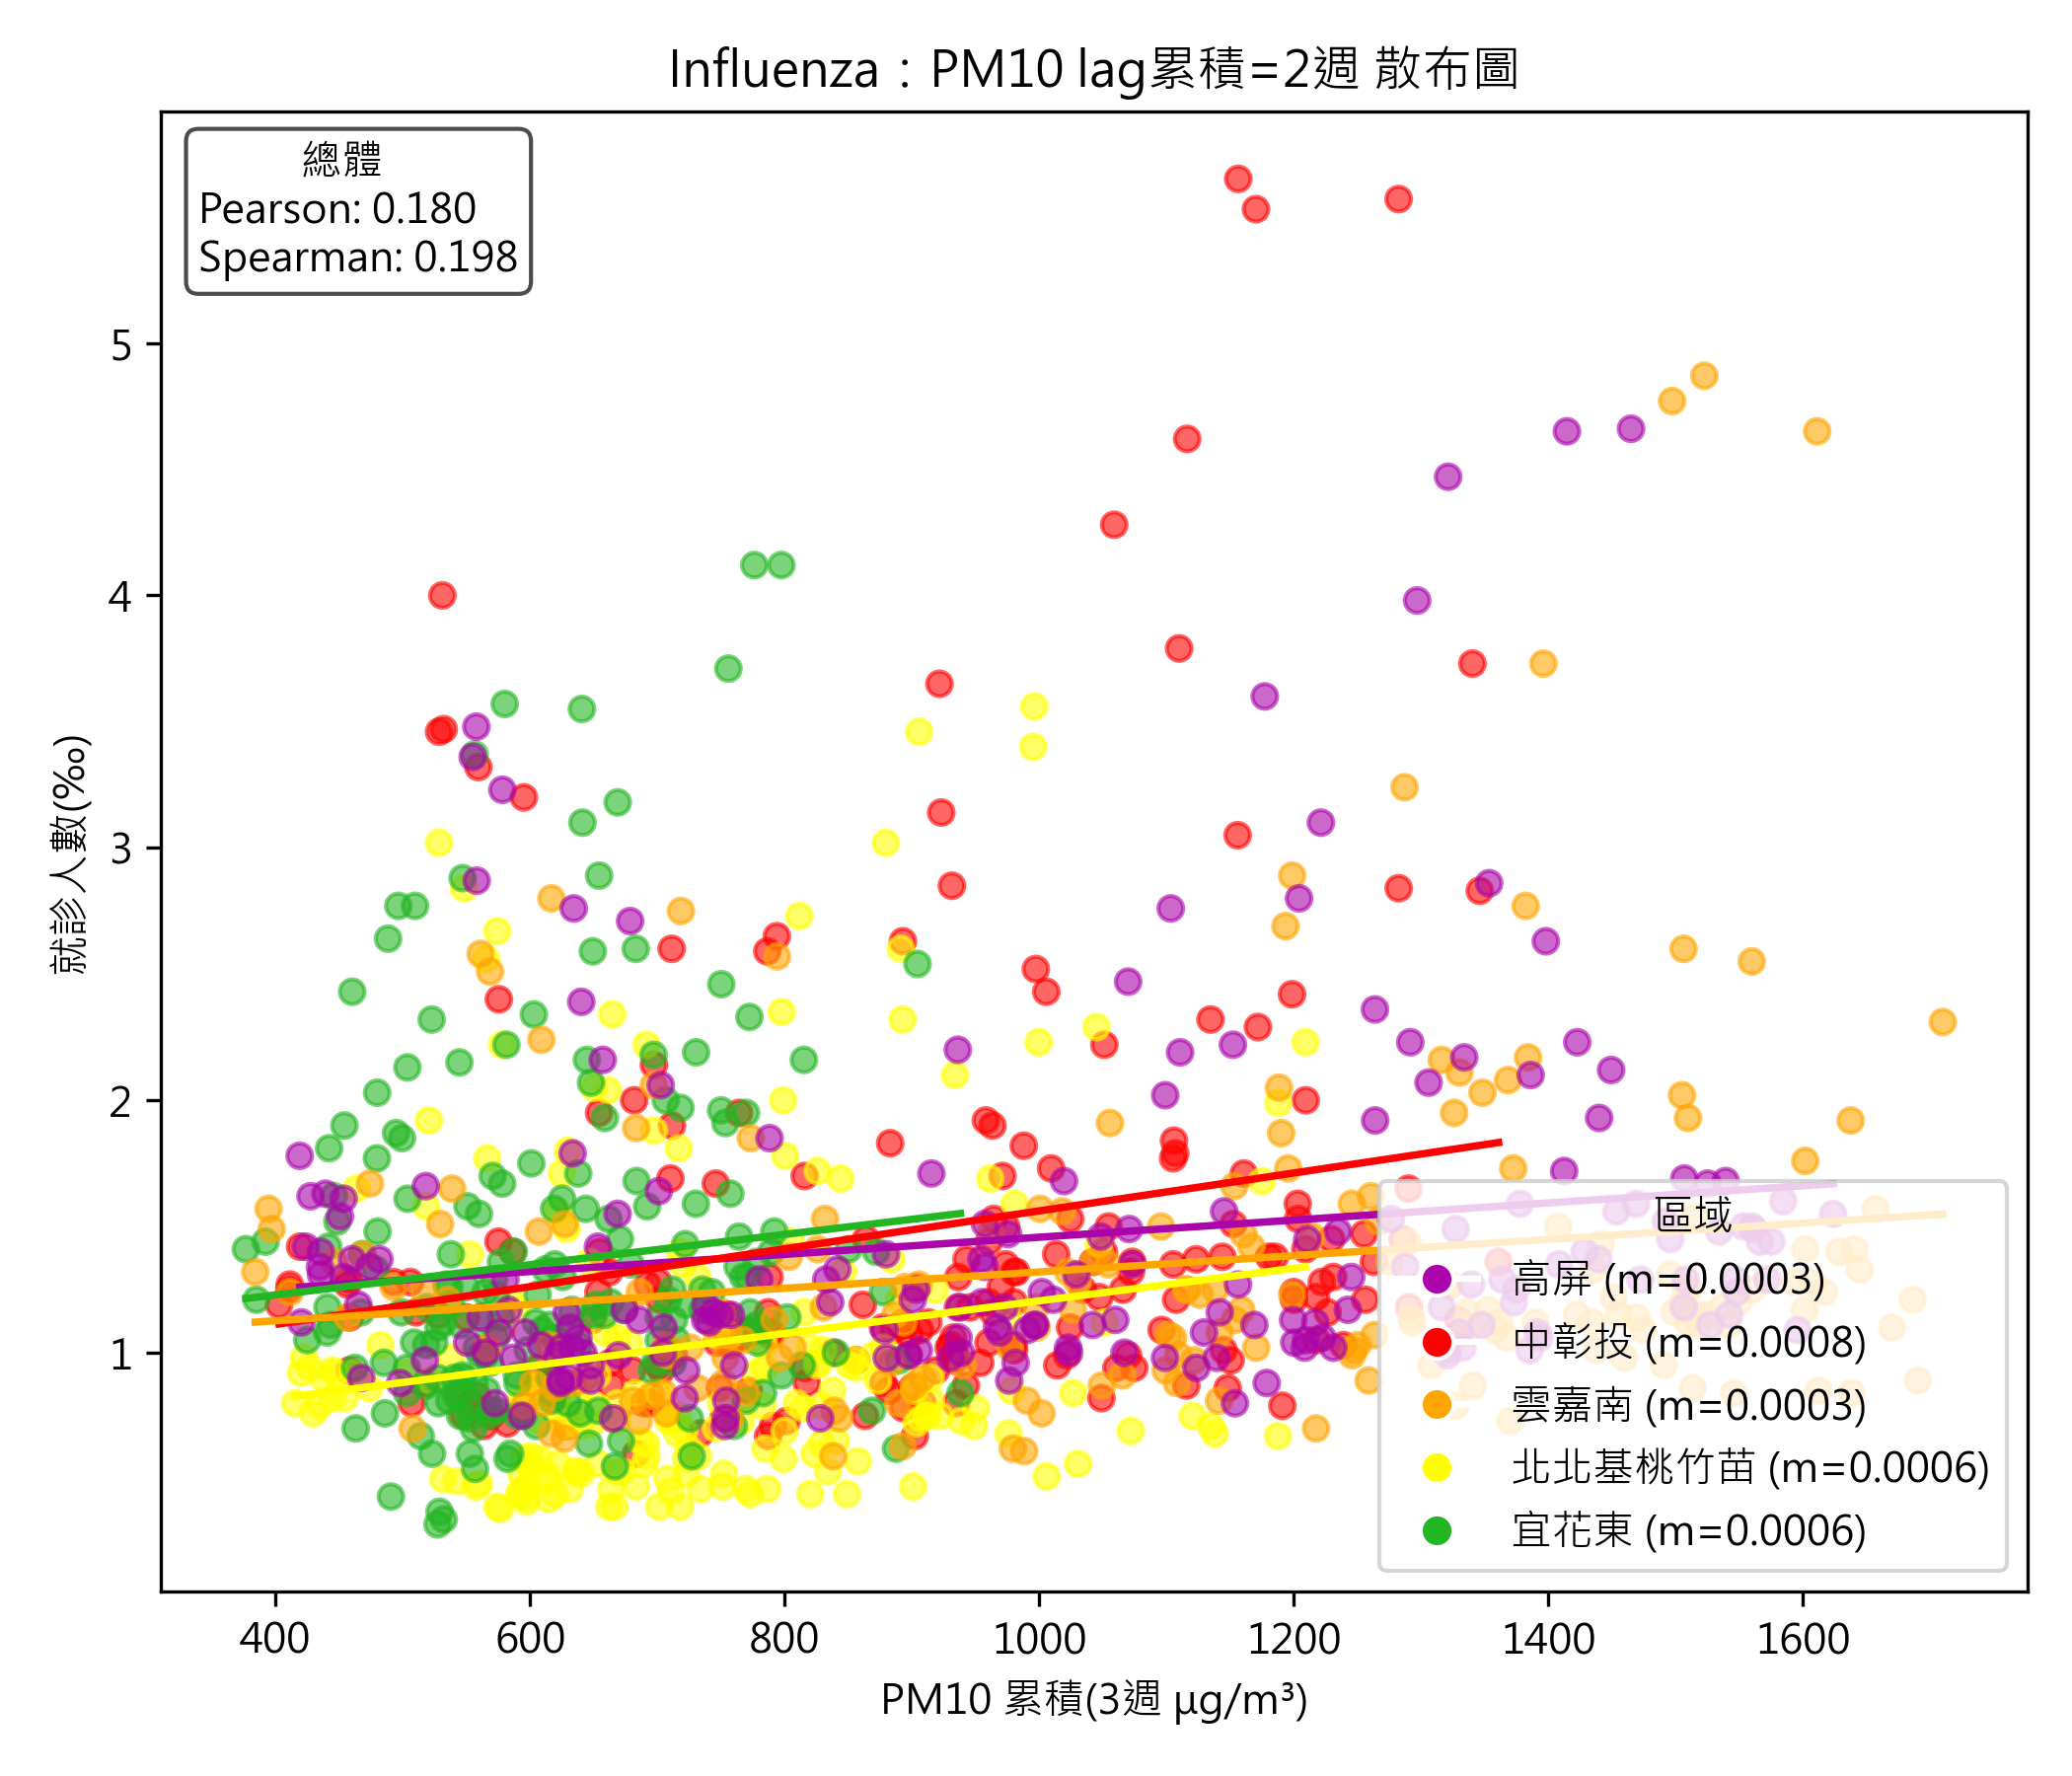 Influenza：PM10 lag累積=2週 散布圖
總體
Pearson: 0.180
Spearman: 0.198
就診人數(‰)
5
4
3
2
1
區域
高屏 (m=0.0003)
中彰投 (m=0.0008)
雲嘉南 (m=0.0003)
北北基桃竹苗 (m=0.0006)
宜花東 (m=0.0006)
400 600 800 1000 1200 1400 1600
PM10 累積(3週 μg/m³)